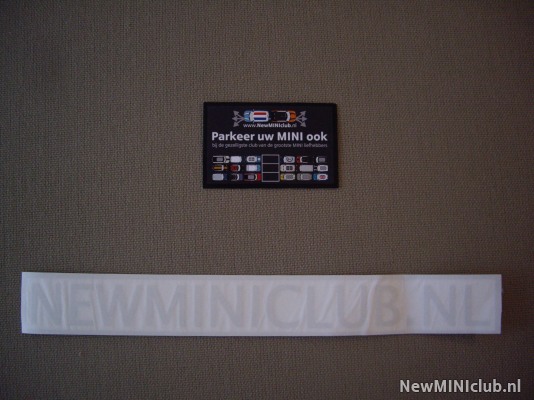 www.NewMINIclub.nl
Parkeer uw MINI ook
bij de gezelligste club van de grootste MINI liefhebbers
NEWMINICLUB.NL
NewMINIclub.nl